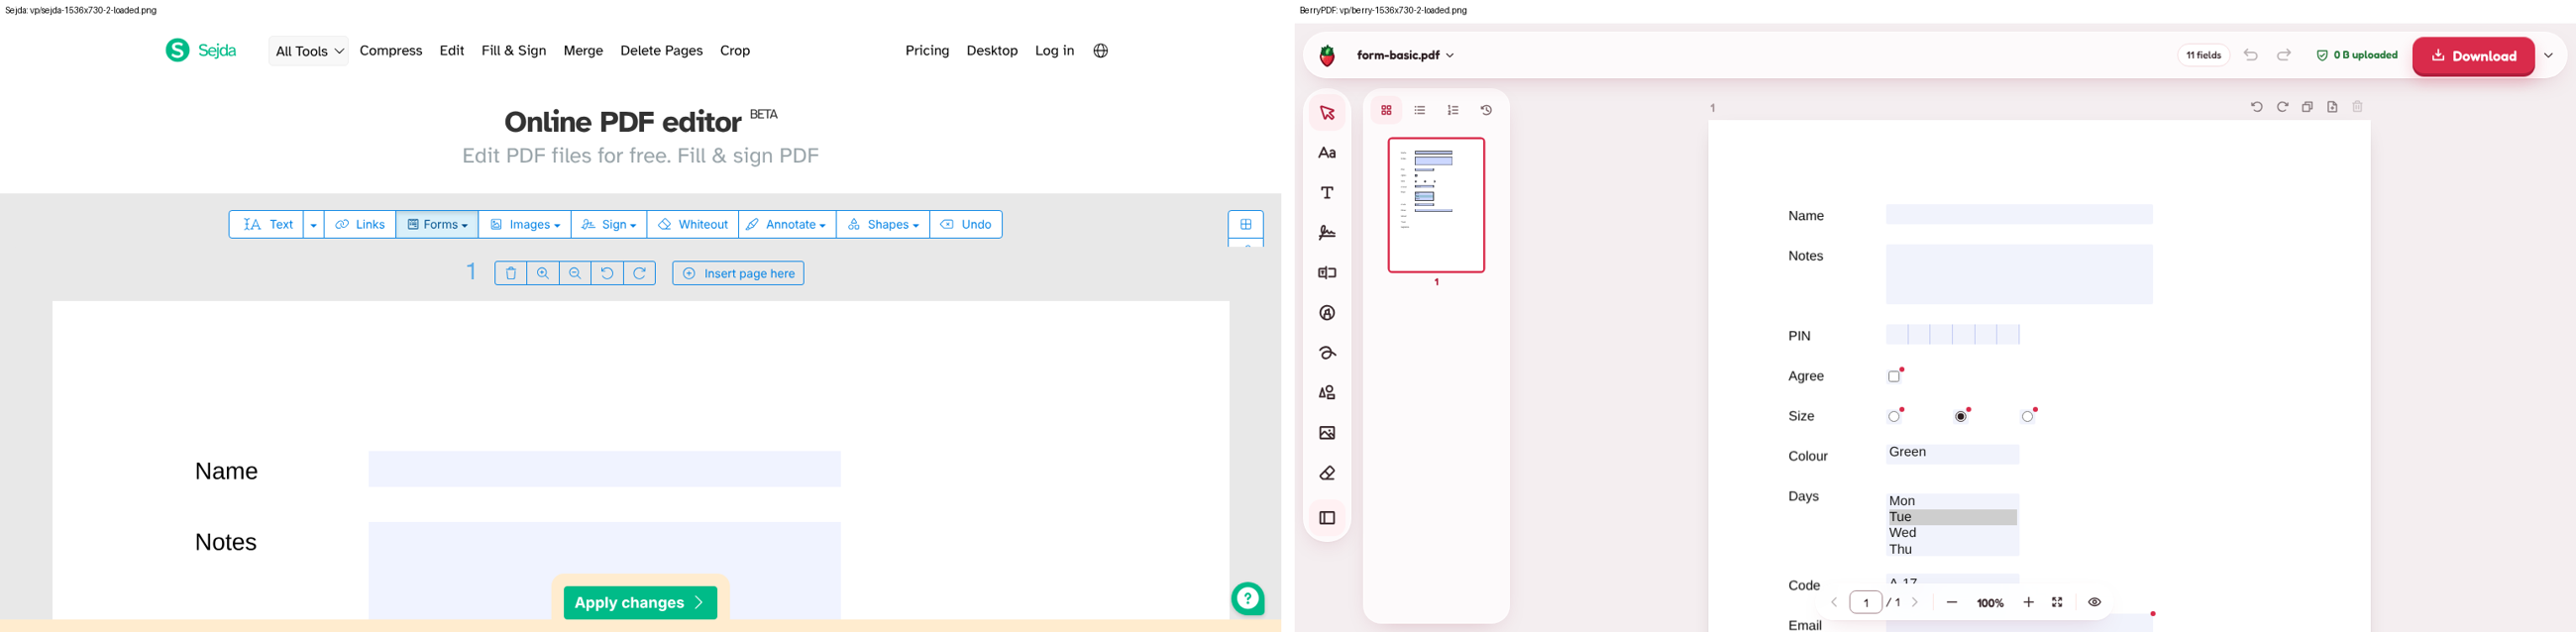 Sejda: vp/sejda-1536x730-2-loaded.png
Sejda
All Tools
Compress
Edit
Fill & Sign
Merge
Delete Pages
Crop
Pricing
Desktop
Log in
Online PDF editor BETA
Edit PDF files for free. Fill & sign PDF
Text
Links
Forms
Images
Sign
Whiteout
Annotate
Shapes
Undo
1
Insert page here
Name
Notes
Apply changes
?
BerryPDF: vp/berry-1536x730-2-loaded.png
form-basic.pdf
11 fields
0 B uploaded
Download
Aa
T
1
1
Name
Notes
PIN
Agree
Size
Colour
Green
Days
Mon
Tue
Wed
Thu
Code
A-17
1 / 1
100%
Email